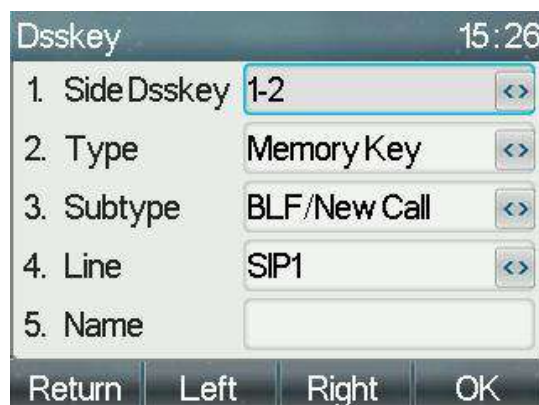 Dsskey 15:26
1. Side Dsskey 1-2
2. Type Memory Key
3. Subtype BLF/New Call
4. Line SIP1
5. Name
Return Left Right OK